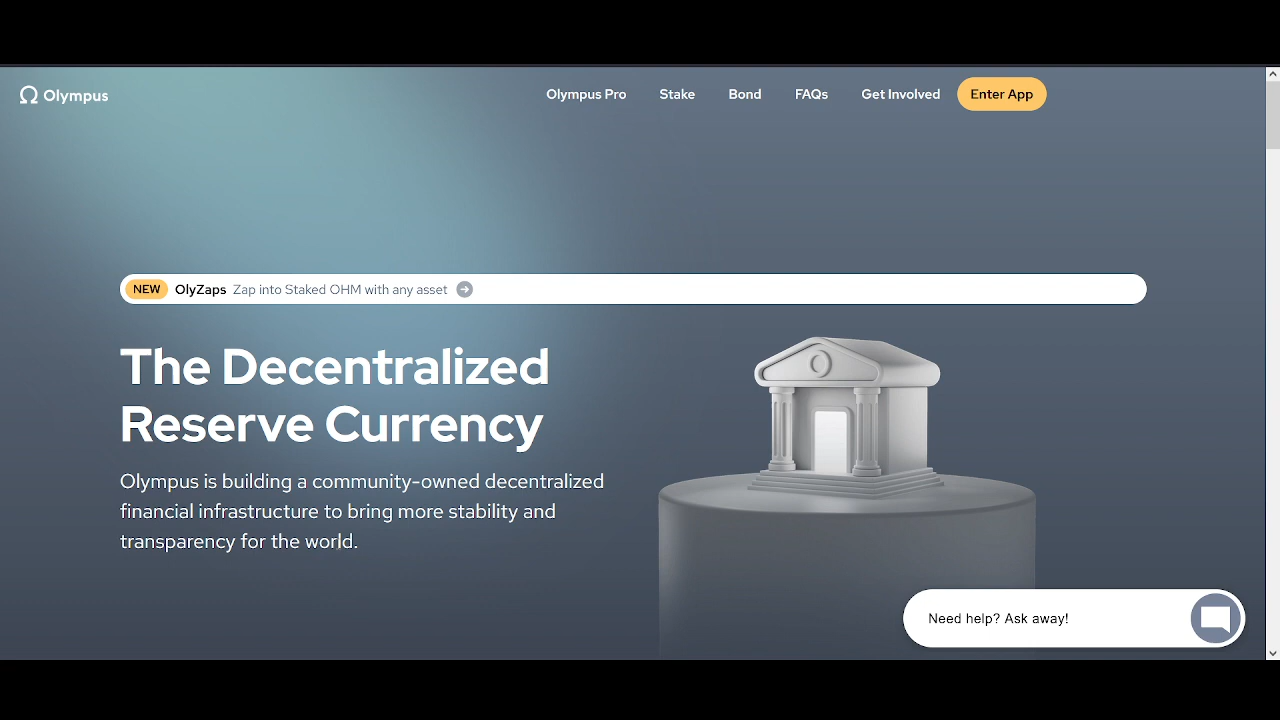 Olympus
Olympus Pro Stake Bond FAQs Get Involved Enter App
NEW OlyZaps Zap into Staked OHM with any asset
The Decentralized
Reserve Currency
Olympus is building a community-owned decentralized
financial infrastructure to bring more stability and
transparency for the world.
Need help? Ask away!